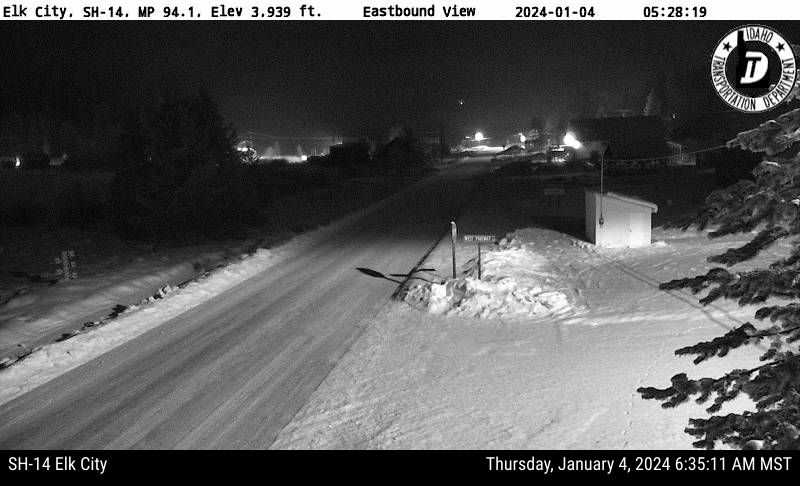 Elk City, SH-14, MP 94.1, Elev 3,939 ft. Eastbound View 2024-01-04 05:28:19
IDAHO
TRANSPORTATION DEPARTMENT
SH-14 Elk City Thursday, January 4, 2024 6:35:11 AM MST